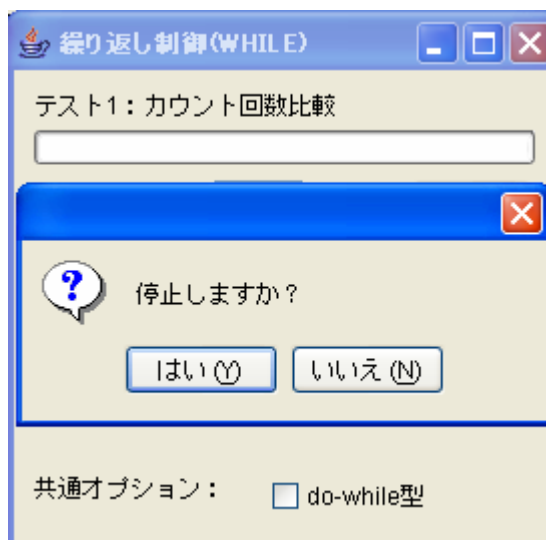 繰り返し制御(WHILE)
テスト1：カウント回数比較
停止しますか？
はい(Y) いいえ(N)
共通オプション： do-while型